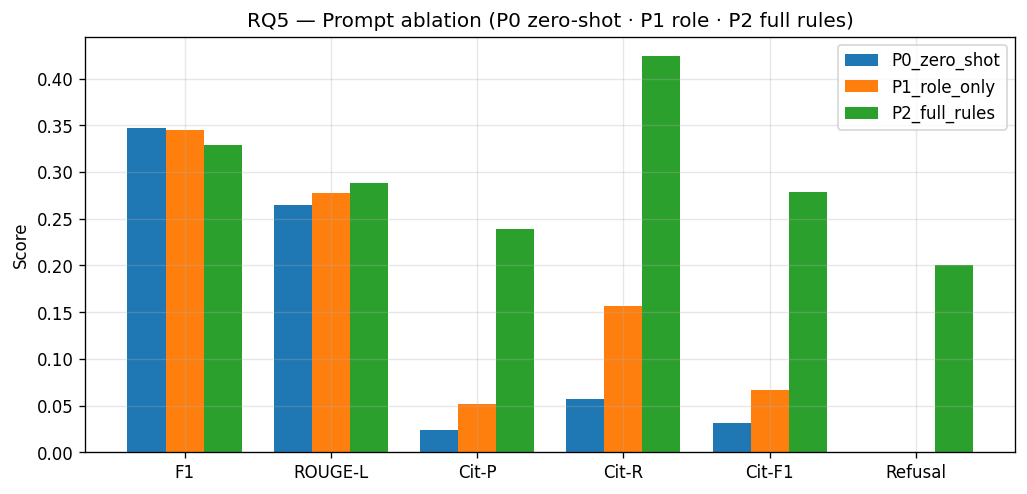 RQ5 — Prompt ablation (P0 zero-shot · P1 role · P2 full rules)
P0_zero_shot
P1_role_only
P2_full_rules
Score
0.40
0.35
0.30
0.25
0.20
0.15
0.10
0.05
0.00
F1 ROUGE-L Cit-P Cit-R Cit-F1 Refusal